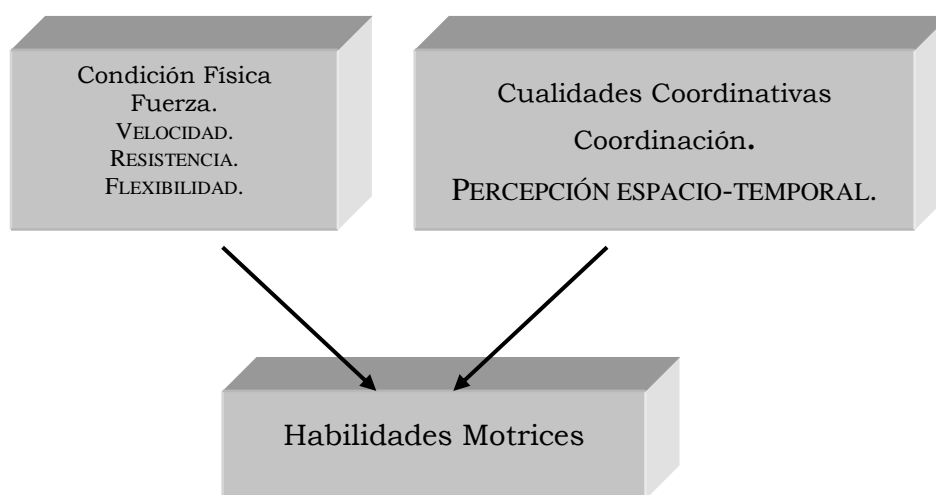 Condición Física
Fuerza.
VELOCIDAD.
RESISTENCIA.
FLEXIBILIDAD.
Cualidades Coordinativas
Coordinación.
PERCEPCIÓN ESPACIO-TEMPORAL.
Habilidades Motrices